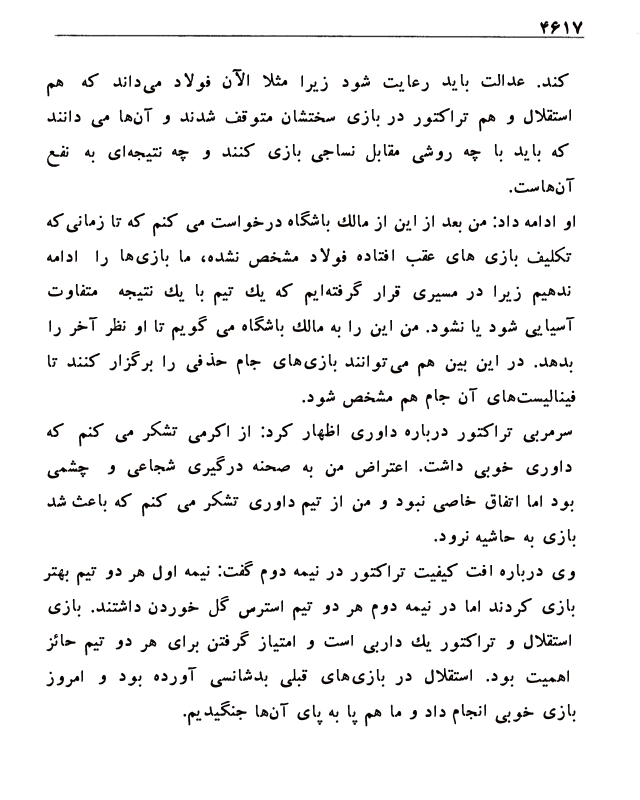 ۴۶۱۷
کند. عدالت باید رعایت شود زیرا مثلا الآن فولاد می‌داند که هم
استقلال و هم تراکتور در بازی سختشان متوقف شدند و آن‌ها می دانند
که باید با چه روشی مقابل نساجی بازی کنند و چه نتیجه‌ای به نفع
آن‌هاست.
او ادامه داد: من بعد از این از مالك باشگاه درخواست می کنم که تا زمانی‌که
تکلیف بازی های عقب افتاده فولاد مشخص نشده، ما بازی‌ها را ادامه
ندهیم زیرا در مسیری قرار گرفته‌ایم که یك تیم با یك نتیجه متفاوت
آسیایی شود یا نشود. من این را به مالك باشگاه می گویم تا او نظر آخر را
بدهد. در این بین هم می‌توانند بازی‌های جام حذفی را برگزار کنند تا
فینالیست‌های آن جام هم مشخص شود.
سرمربی تراکتور درباره داوری اظهار کرد: از اکرمی تشکر می کنم که
داوری خوبی داشت. اعتراض من به صحنه درگیری شجاعی و چشمی
بود اما اتفاق خاصی نبود و من از تیم داوری تشکر می کنم که باعث شد
بازی به حاشیه نرود.
وی درباره افت کیفیت تراکتور در نیمه دوم گفت: نیمه اول هر دو تیم بهتر
بازی کردند اما در نیمه دوم هر دو تیم استرس گل خوردن داشتند. بازی
استقلال و تراکتور یك داربی است و امتیاز گرفتن برای هر دو تیم حائز
اهمیت بود. استقلال در بازی‌های قبلی بدشانسی آورده بود و امروز
بازی خوبی انجام داد و ما هم پا به پای آن‌ها جنگیدیم.